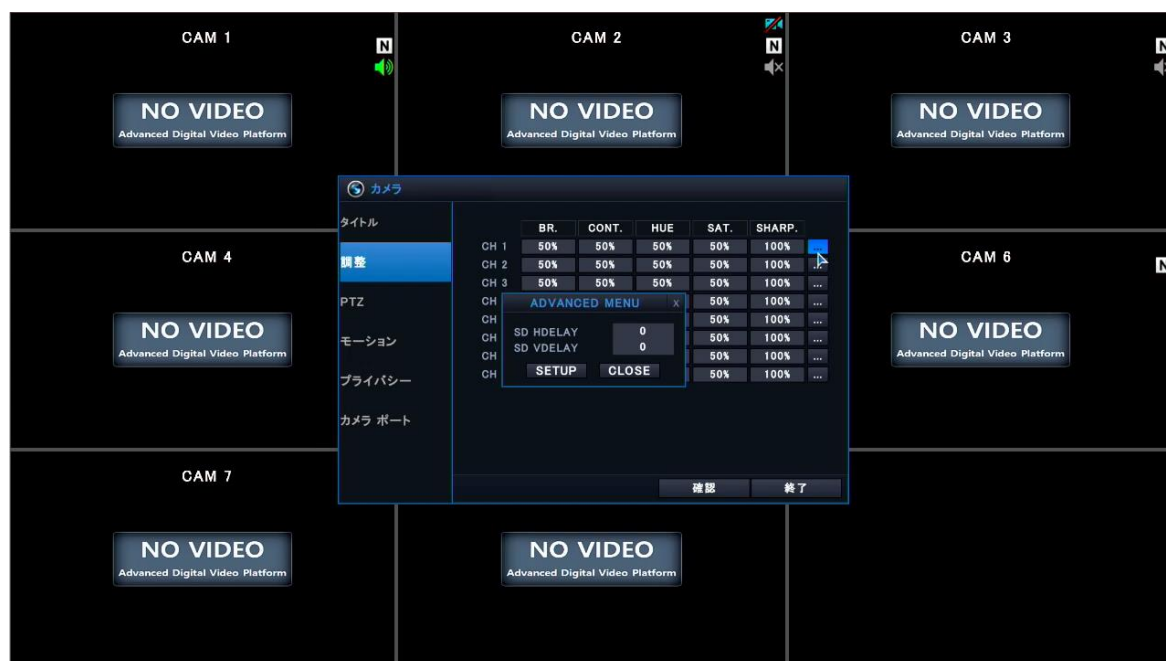 CAM 1
N
CAM 2
N
CAM 3
N
NO VIDEO
Advanced Digital Video Platform
NO VIDEO
Advanced Digital Video Platform
NO VIDEO
Advanced Digital Video Platform
カメラ
タイトル
調整
PTZ
モーション
プライバシー
カメラ ポート
BR. CONT. HUE SAT. SHARP.
CH 1 50% 50% 50% 50% 100% ...
CH 2 50% 50% 50% 50% 100% ...
CH 3 50% 50% 50% 50% 100% ...
CH 50% 100% ...
CH 50% 100% ...
CH 50% 100% ...
CH 50% 100% ...
CH 50% 100% ...
ADVANCED MENU x
SD HDELAY 0
SD VDELAY 0
SETUP CLOSE
確認 終了
CAM 4
CAM 6
N
NO VIDEO
Advanced Digital Video Platform
NO VIDEO
Advanced Digital Video Platform
CAM 7
NO VIDEO
Advanced Digital Video Platform
NO VIDEO
Advanced Digital Video Platform